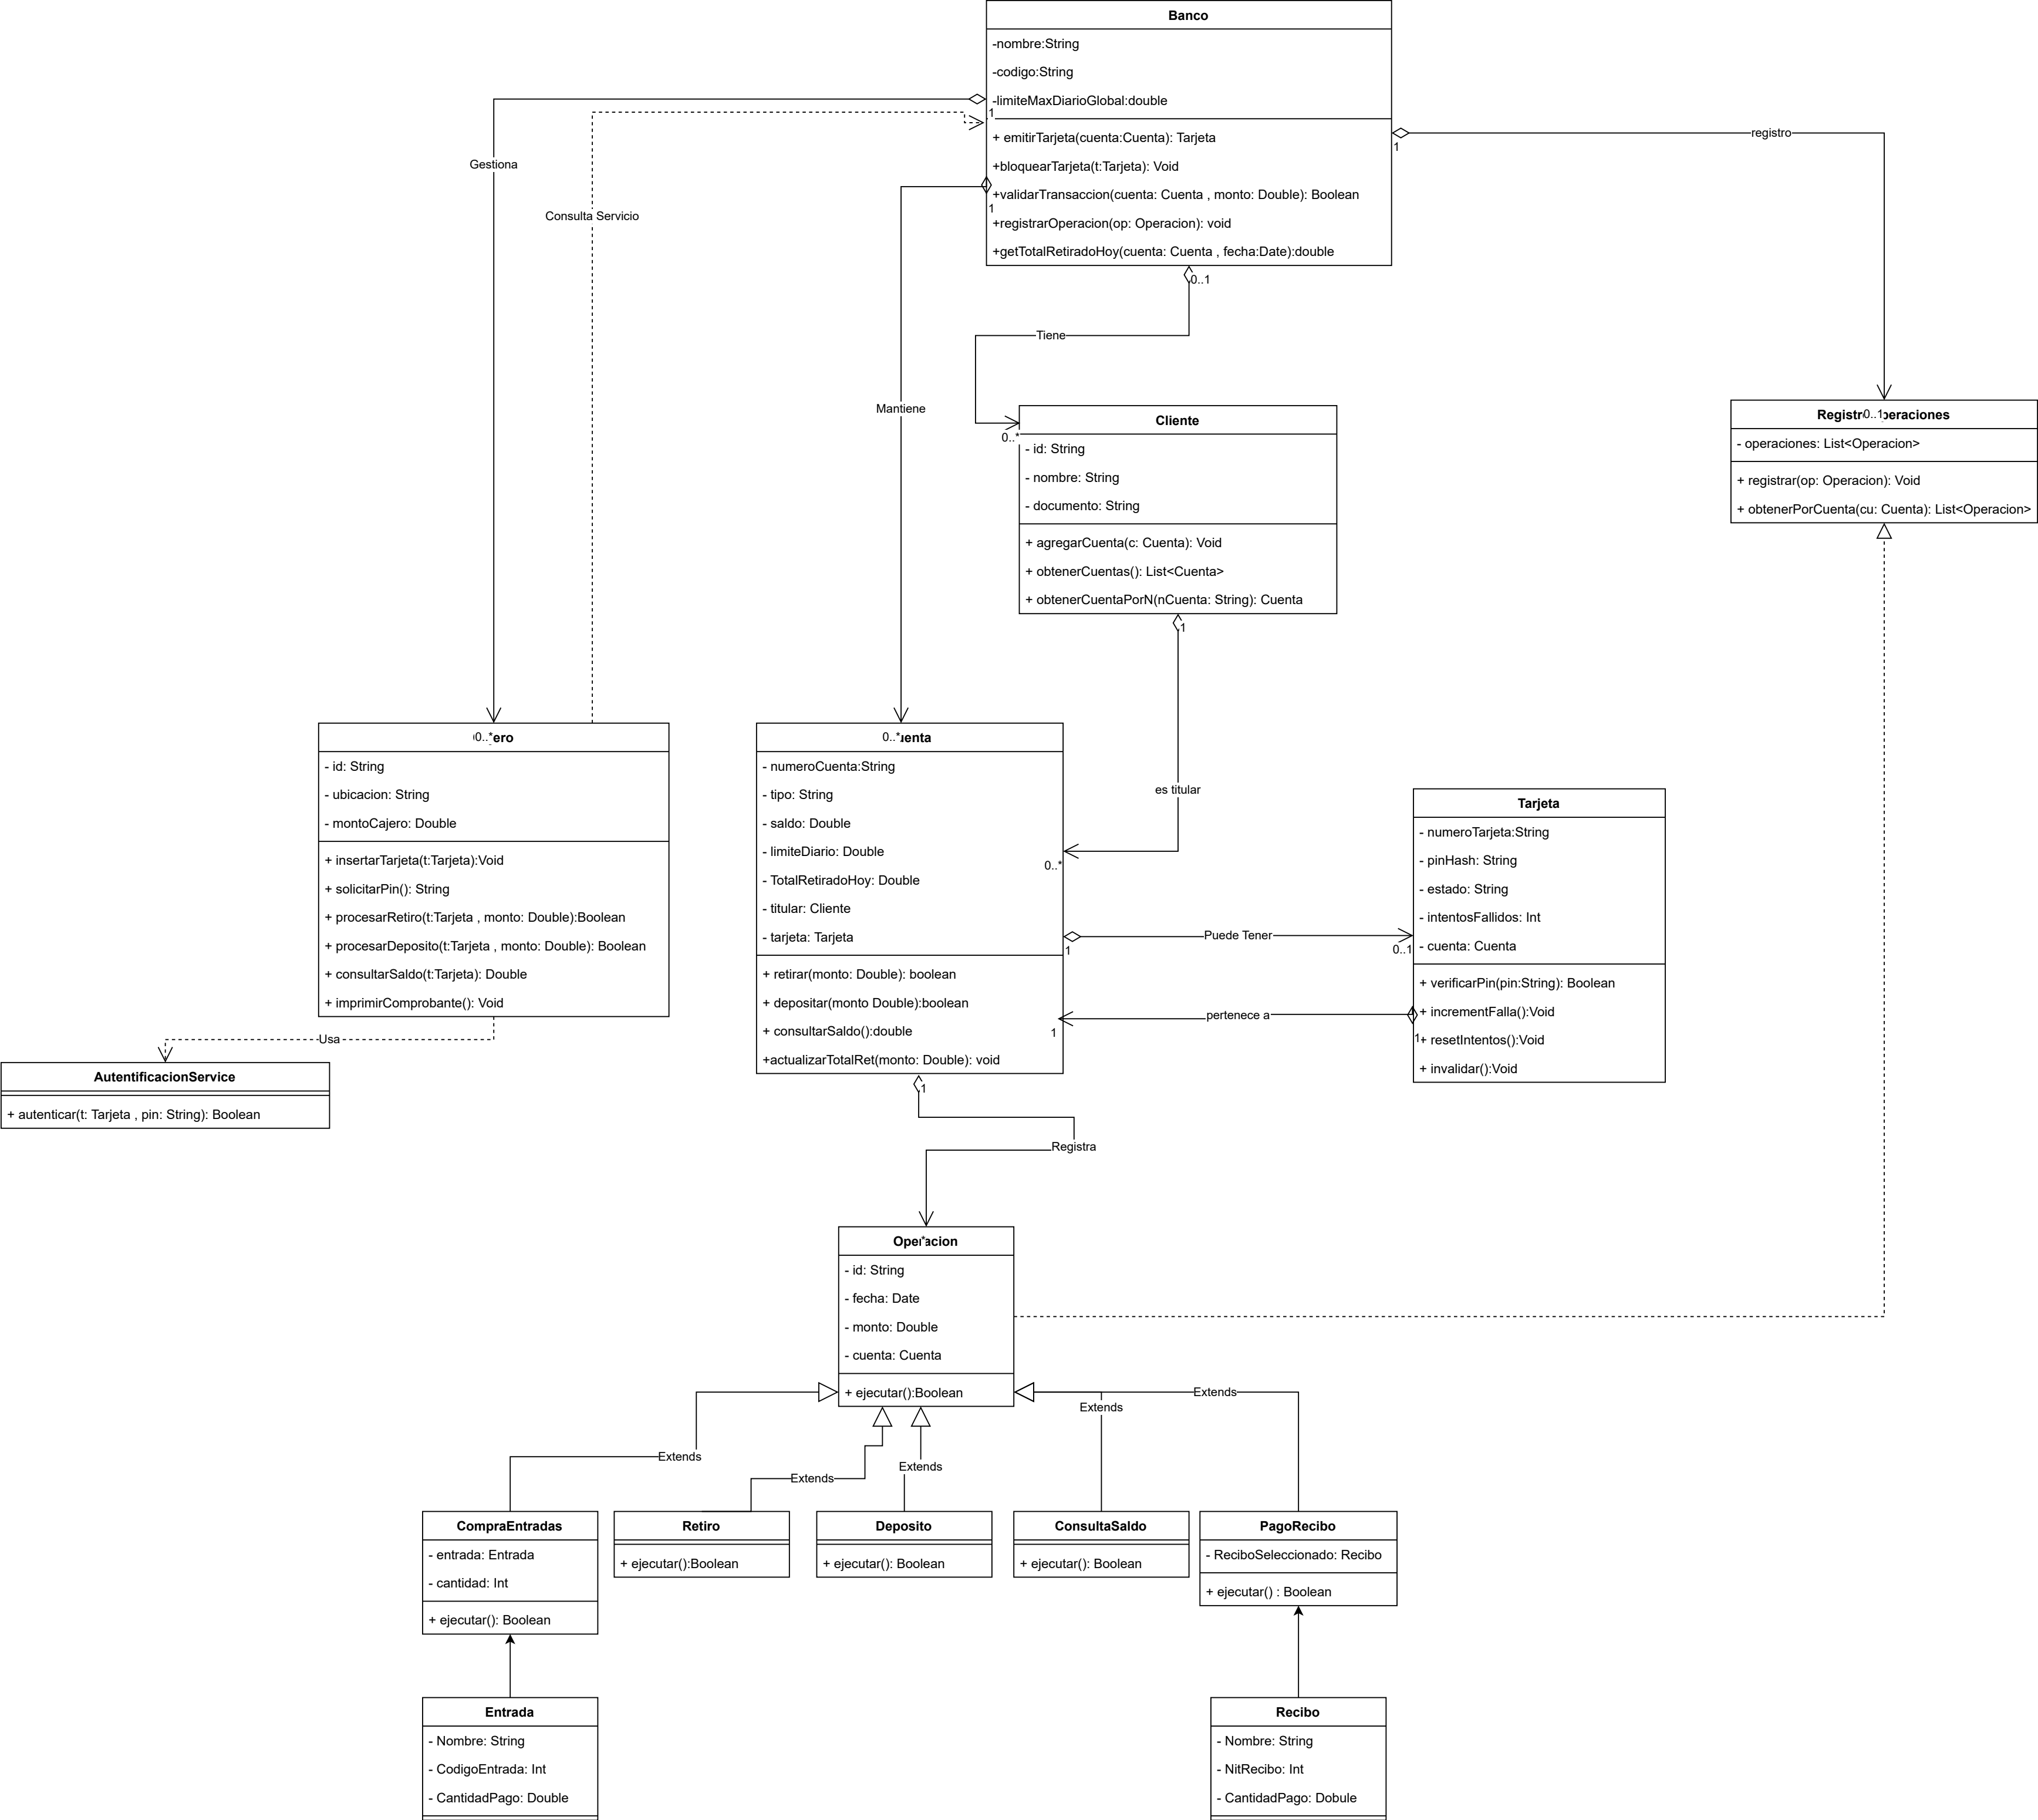 Banco
-nombre:String
-codigo:String
-limiteMaxDiarioGlobal:double
1
+ emitirTarjeta(cuenta:Cuenta): Tarjeta
+bloquearTarjeta(t:Tarjeta): Void
+validarTransaccion(cuenta: Cuenta , monto: Double): Boolean
1
+registrarOperacion(op: Operacion): void
+getTotalRetiradoHoy(cuenta: Cuenta , fecha:Date):double
1
registro
Gestiona
Consulta Servicio
0..1
Tiene
Mantiene
0..*
Cliente
- id: String
- nombre: String
- documento: String
+ agregarCuenta(c: Cuenta): Void
+ obtenerCuentas(): List<Cuenta>
+ obtenerCuentaPorN(nCuenta: String): Cuenta
1
es titular
0..*
0..1
- operaciones: List<Operacion>
+ registrar(op: Operacion): Void
+ obtenerPorCuenta(cu: Cuenta): List<Operacion>
0..*
- id: String
- ubicacion: String
- montoCajero: Double
+ insertarTarjeta(t:Tarjeta):Void
+ solicitarPin(): String
+ procesarRetiro(t:Tarjeta , monto: Double):Boolean
+ procesarDeposito(t:Tarjeta , monto: Double): Boolean
+ consultarSaldo(t:Tarjeta): Double
+ imprimirComprobante(): Void
Usa
AutentificacionService
+ autenticar(t: Tarjeta , pin: String): Boolean
0..*
- numeroCuenta:String
- tipo: String
- saldo: Double
- limiteDiario: Double
- TotalRetiradoHoy: Double
- titular: Cliente
- tarjeta: Tarjeta
+ retirar(monto: Double): boolean
+ depositar(monto Double):boolean
+ consultarSaldo():double
+actualizarTotalRet(monto: Double): void
1
Puede Tener
0..1
1
pertenece a
1
Tarjeta
- numeroTarjeta:String
- pinHash: String
- estado: String
- intentosFallidos: Int
- cuenta: Cuenta
+ verificarPin(pin:String): Boolean
+ incrementFalla():Void
+ resetIntentos():Void
+ invalidar():Void
1
Registra
*
Operacion
- id: String
- fecha: Date
- monto: Double
- cuenta: Cuenta
+ ejecutar():Boolean
Extends
Extends
Extends
Extends
Extends
CompraEntradas
- entrada: Entrada
- cantidad: Int
+ ejecutar(): Boolean
Retiro
+ ejecutar():Boolean
Deposito
+ ejecutar(): Boolean
ConsultaSaldo
+ ejecutar(): Boolean
PagoRecibo
- ReciboSeleccionado: Recibo
+ ejecutar() : Boolean
Entrada
- Nombre: String
- CodigoEntrada: Int
- CantidadPago: Double
Recibo
- Nombre: String
- NitRecibo: Int
- CantidadPago: Dobule